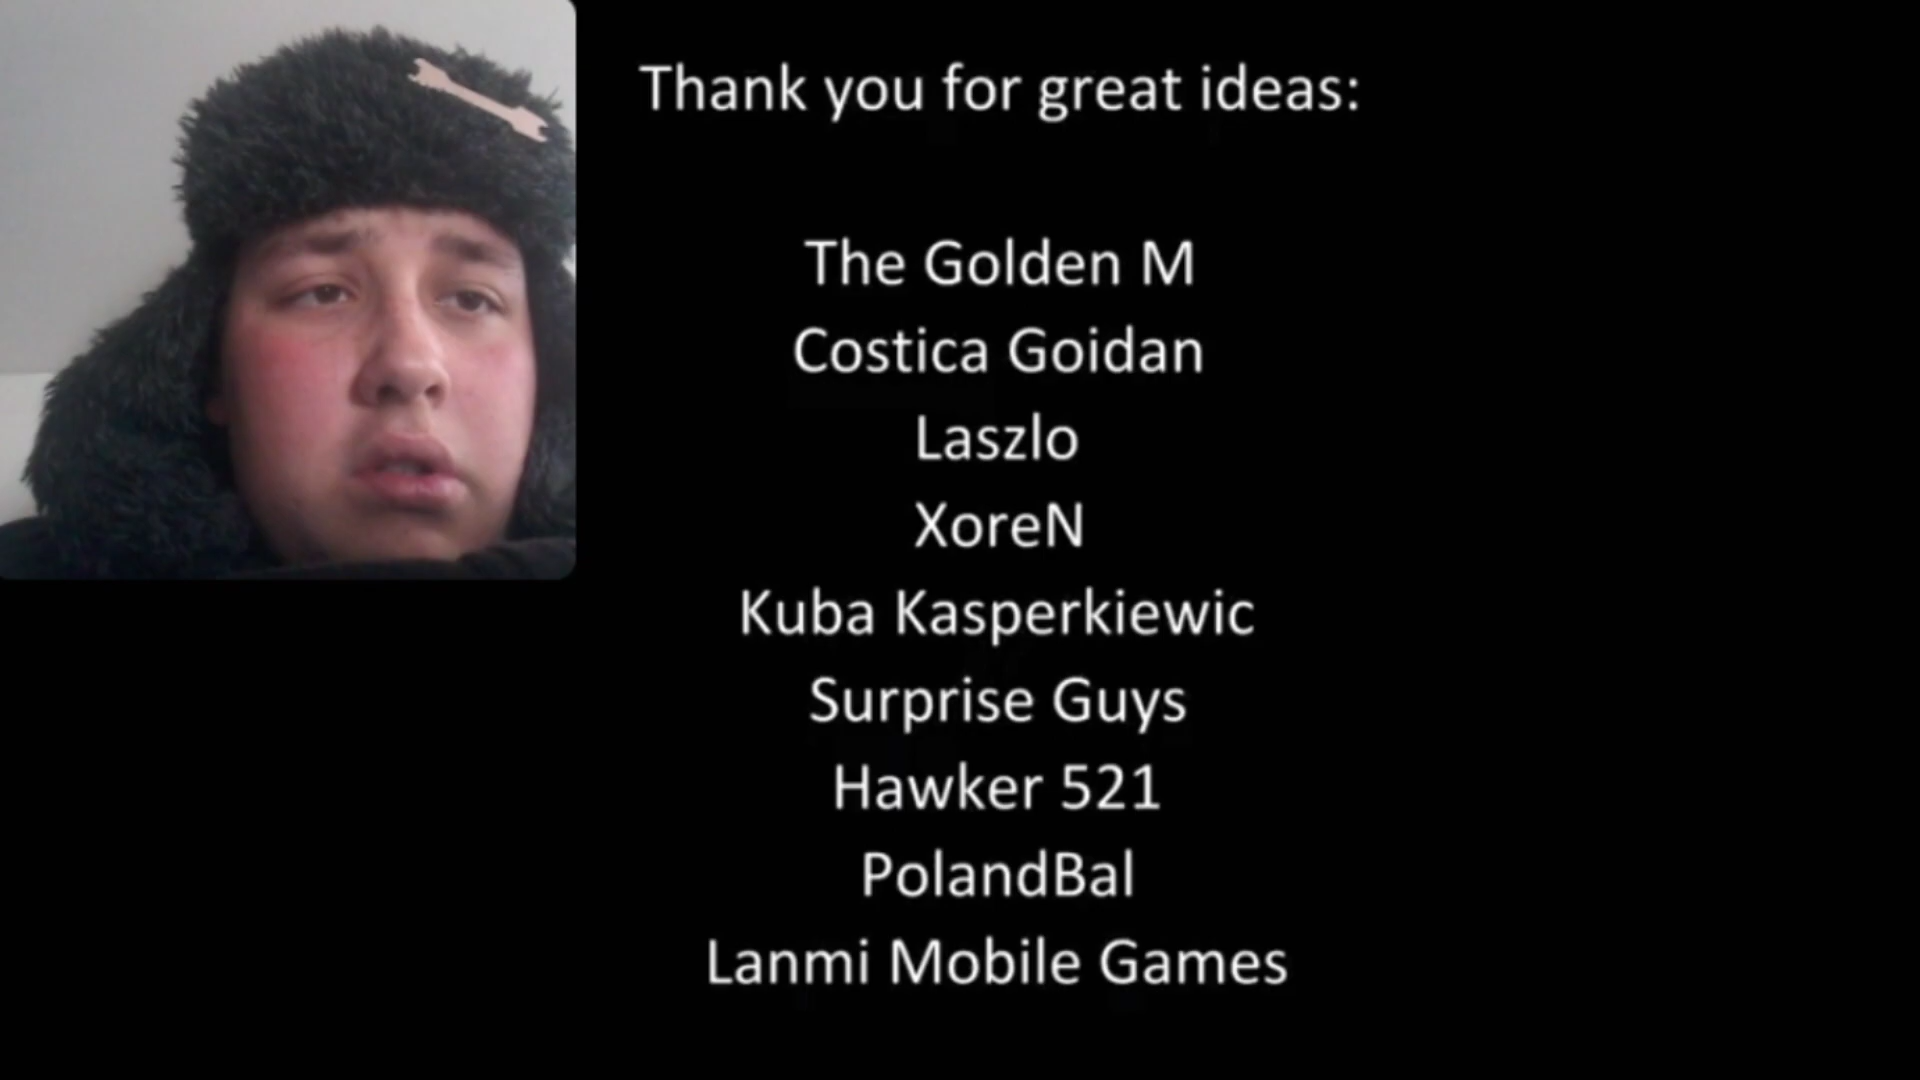 Thank you for great ideas:
The Golden M
Costica Goidan
Laszlo
XoreN
Kuba Kasperkiewic
Surprise Guys
Hawker 521
PolandBal
Lanmi Mobile Games